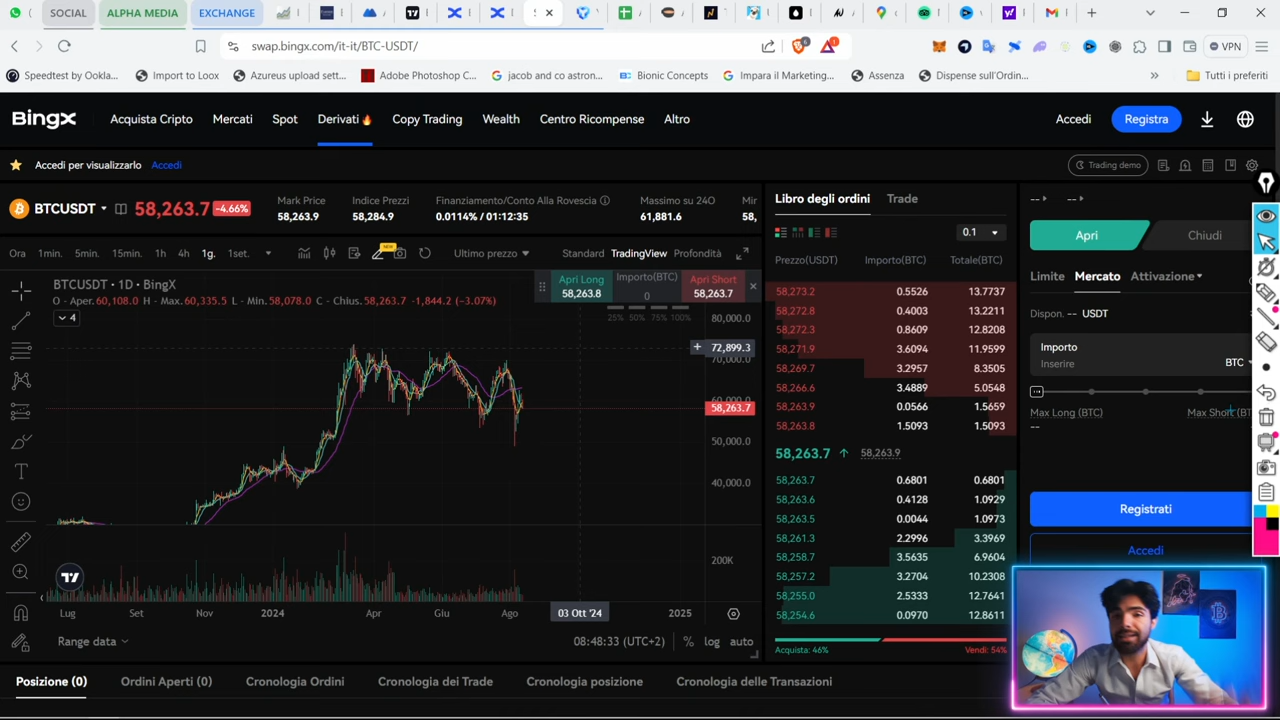 SOCIAL
ALPHA MEDIA
EXCHANGE
swap.bingx.com/it-it/BTC-USDT/
6
1
VPN
Speedtest by Ookla...
Import to Loox
Azureus upload sett...
Adobe Photoshop C...
jacob and co astron...
Bionic Concepts
Impara il Marketing...
Assenza
Dispense sull'Ordin...
Tutti i preferiti
BingX
Acquista Cripto
Mercati
Spot
Derivati
Copy Trading
Wealth
Centro Ricompense
Altro
Accedi
Registra
Accedi per visualizzarlo
Accedi
Trading demo
BTCUSDT
58,263.7
-4.66%
Mark Price
58,263.9
Indice Prezzi
58,284.9
Finanziamento/Conto Alla Rovescia
0.0114% / 01:12:35
Massimo su 24O
61,881.6
Mir
58,
Ora
1min.
5min.
15min.
1h
4h
1g.
1set.
NEW
Ultimo prezzo
Standard
TradingView
Profondità
BTCUSDT · 1D · BingX
O - Aper. 60,108.0 H - Max. 60,335.5 L - Min. 58,078.0 C - Chius. 58,263.7 -1,844.2 (-3.07%)
4
Apri Long
58,263.8
Importo(BTC)
0
Apri Short
58,263.7
25%
50%
75%
100%
80,000.0
72,899.3
70,000.0
60,000.0
58,263.7
50,000.0
40,000.0
200K
Lug
Set
Nov
2024
Apr
Giu
Ago
03 Ott '24
2025
Range data
08:48:33 (UTC+2)
%
log
auto
Libro degli ordini
Trade
0.1
Prezzo(USDT)
Importo(BTC)
Totale(BTC)
58,273.2 0.5526 13.7737
58,272.8 0.4003 13.2211
58,272.3 0.8609 12.8208
58,271.9 3.6094 11.9599
58,269.7 3.2957 8.3505
58,266.6 3.4889 5.0548
58,263.9 0.0566 1.5659
58,263.8 1.5093 1.5093
58,263.7
58,263.9
58,263.7 0.6801 0.6801
58,263.6 0.4128 1.0929
58,263.5 0.0044 1.0973
58,261.3 2.2996 3.3969
58,258.7 3.5635 6.9604
58,257.2 3.2704 10.2308
58,255.0 2.5333 12.7641
58,254.6 0.0970 12.8611
Acquista: 46%
Vendi: 54%
--
--
Apri
Chiudi
Limite
Mercato
Attivazione
Dispon. -- USDT
Importo
Inserire
BTC
Max Long (BTC)
--
Max Short (BT
Registrati
Accedi
Posizione (0)
Ordini Aperti (0)
Cronologia Ordini
Cronologia dei Trade
Cronologia posizione
Cronologia delle Transazioni